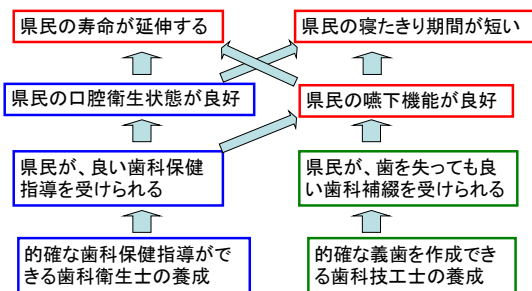 県民の寿命が延伸する
県民の寝たきり期間が短い
県民の口腔衛生状態が良好
県民の嚥下機能が良好
県民が、良い歯科保健
指導を受けられる
県民が、歯を失っても良
い歯科補綴を受けられる
的確な歯科保健指導がで
きる歯科衛生士の養成
的確な義歯を作成でき
る歯科技工士の養成